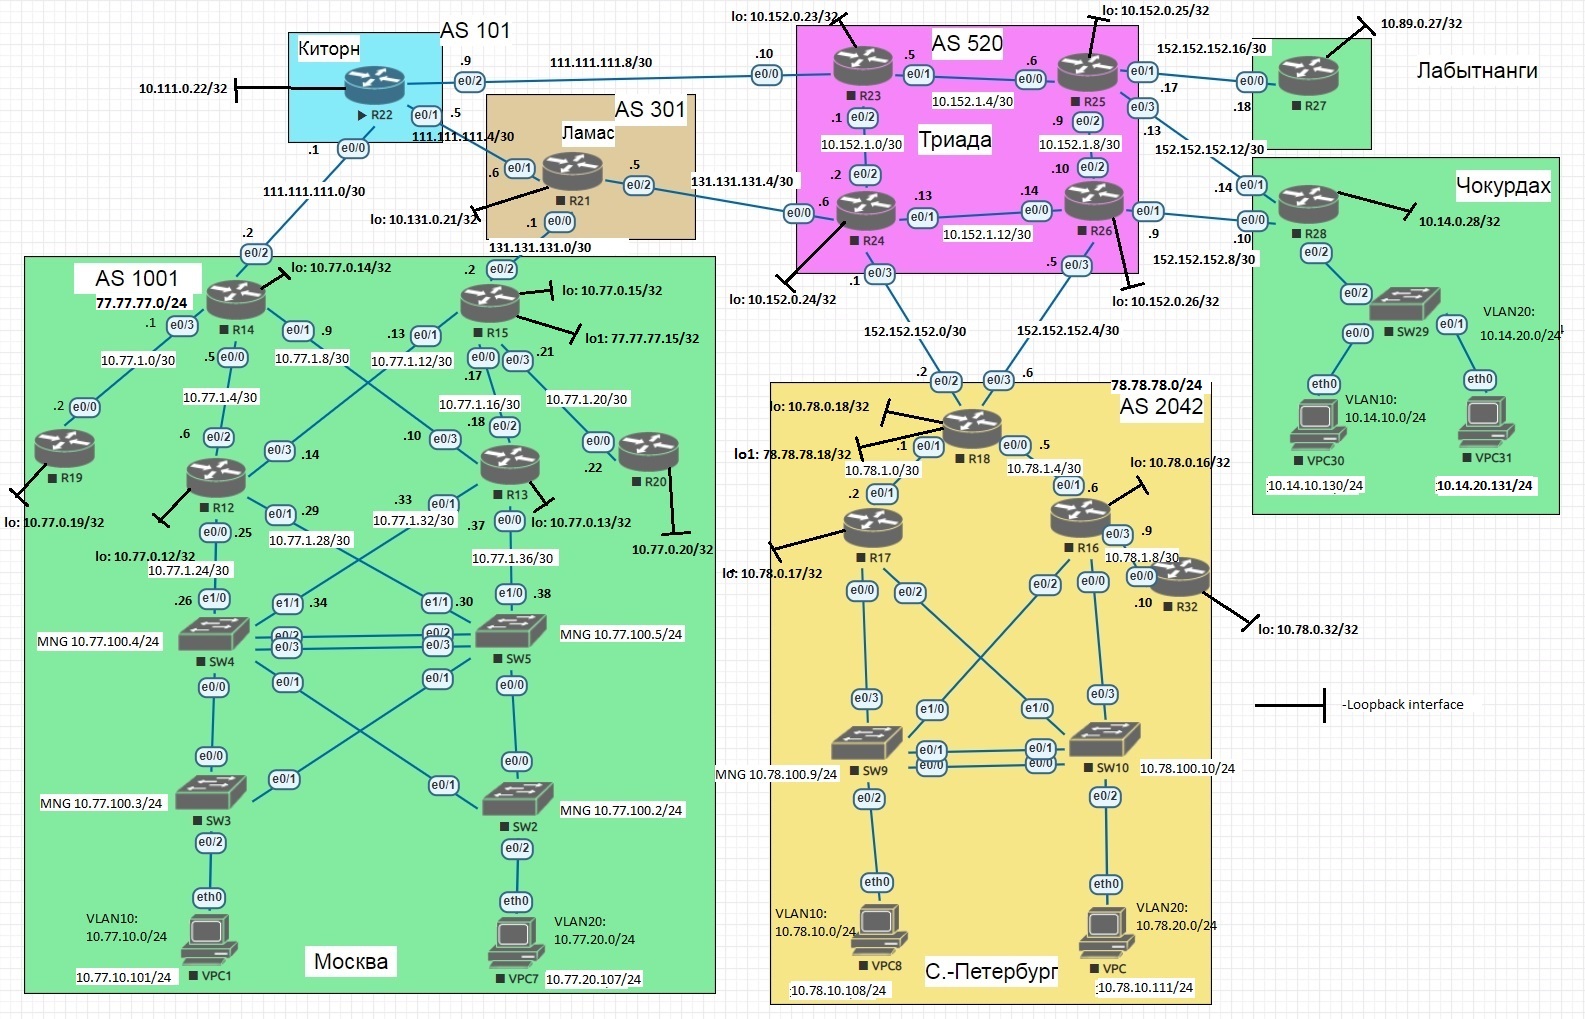 Киторн
AS 101
10.111.0.22/32
R22
e0/2
.9
111.111.111.8/30
.10
e0/0
e0/1
.5
111.111.111.4/30
.1
e0/0
111.111.111.0/30
AS 301
Ламас
.6
e0/1
.5
e0/2
R21
lo: 10.131.0.21/32
.1
e0/0
131.131.131.0/30
131.131.131.4/30
.6
e0/0
lo: 10.152.0.23/32
lo: 10.152.0.25/32
AS 520
Триада
R23
.5
e0/1
.6
e0/0
10.152.1.4/30
R25
.1
e0/2
10.152.1.0/30
.2
e0/2
.9
e0/2
10.152.1.8/30
.10
e0/2
R24
.13
e0/1
.14
e0/0
10.152.1.12/30
R26
lo: 10.152.0.24/32
lo: 10.152.0.26/32
.1
e0/3
.5
e0/3
e0/1
.9
152.152.152.8/30
.10
e0/0
e0/1
.17
152.152.152.16/30
e0/0
.18
e0/3
.13
152.152.152.12/30
.14
e0/1
10.89.0.27/32
R27
Лабытнанги
Чокурдах
R28
10.14.0.28/32
e0/2
e0/2
SW29
e0/0
e0/1
VLAN20:
10.14.20.0/24
eth0
eth0
VLAN10:
10.14.10.0/24
VPC30
VPC31
10.14.10.130/24
10.14.20.131/24
152.152.152.0/30
152.152.152.4/30
AS 1001
77.77.77.0/24
.2
e0/2
lo: 10.77.0.14/32
R14
.1
e0/3
10.77.1.0/30
.2
e0/0
R19
lo: 10.77.0.19/32
.5
e0/0
10.77.1.4/30
.6
e0/2
e0/1
.9
10.77.1.8/30
.10
e0/3
.2
e0/2
lo: 10.77.0.15/32
R15
lo1: 77.77.77.15/32
.13
e0/1
10.77.1.12/30
e0/3
.14
e0/0
.17
10.77.1.16/30
.18
e0/2
e0/3
.21
10.77.1.20/30
e0/0
.22
R20
10.77.0.20/32
R12
lo: 10.77.0.12/32
R13
lo: 10.77.0.13/32
e0/0
.25
10.77.1.24/30
.26
e1/0
e0/1
.29
10.77.1.28/30
e1/1
.30
.33
e0/1
10.77.1.32/30
e1/1
.34
.37
e0/0
10.77.1.36/30
e1/0
.38
MNG 10.77.100.4/24
SW4
e0/2
e0/3
e0/2
e0/3
SW5
MNG 10.77.100.5/24
e0/0
e0/1
e0/1
e0/0
e0/0
e0/1
e0/1
e0/0
MNG 10.77.100.3/24
SW3
SW2
MNG 10.77.100.2/24
e0/2
e0/2
eth0
eth0
VLAN10:
10.77.10.0/24
VPC1
10.77.10.101/24
VLAN20:
10.77.20.0/24
VPC7
10.77.20.107/24
Москва
78.78.78.0/24
AS 2042
.2
e0/2
e0/3
.6
lo: 10.78.0.18/32
lo1: 78.78.78.18/32
R18
.1
e0/1
10.78.1.0/30
.2
e0/1
e0/0
.5
10.78.1.4/30
e0/1
.6
lo: 10.78.0.16/32
R17
lo: 10.78.0.17/32
R16
e0/3
.9
10.78.1.8/30
e0/0
.10
R32
lo: 10.78.0.32/32
e0/0
e0/2
e0/2
e0/0
e0/3
e1/0
e1/0
e0/3
SW9
MNG 10.78.100.9/24
e0/1
e0/0
e0/1
e0/0
SW10
10.78.100.10/24
e0/2
e0/2
eth0
eth0
VLAN10:
10.78.10.0/24
VPC8
10.78.10.108/24
VLAN20:
10.78.20.0/24
VPC
10.78.10.111/24
С.-Петербург
-Loopback interface